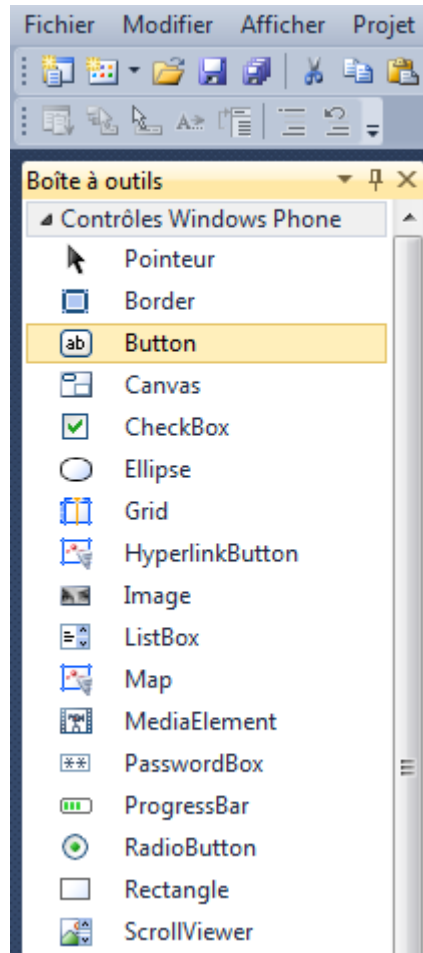 Fichier Modifier Afficher Projet
Boîte à outils
Contrôles Windows Phone
Pointeur
Border
ab Button
Canvas
CheckBox
Ellipse
Grid
HyperlinkButton
Image
ListBox
Map
MediaElement
PasswordBox
ProgressBar
RadioButton
Rectangle
ScrollViewer